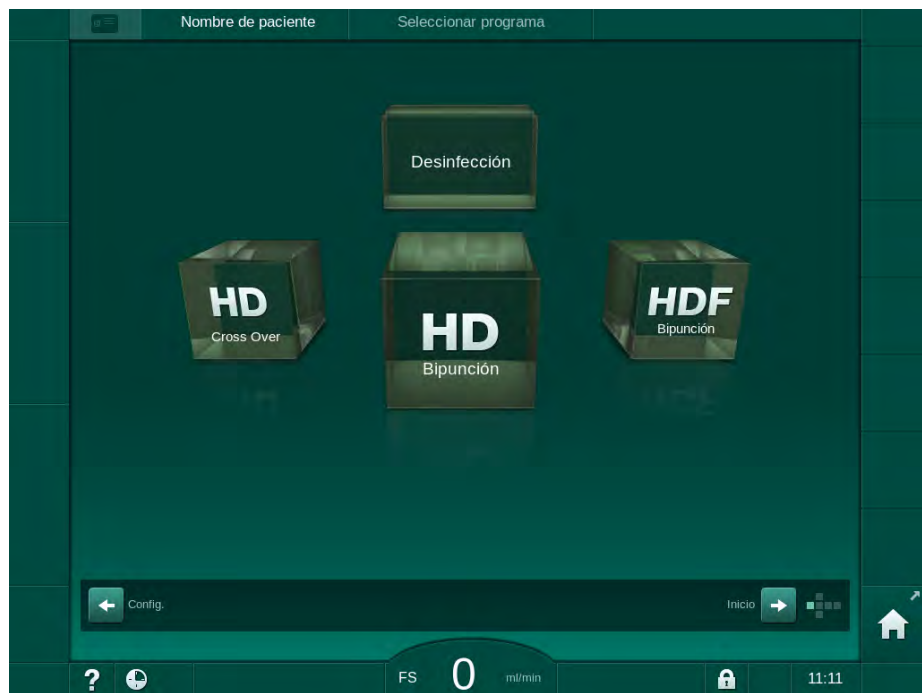 Nombre de paciente
Seleccionar programa
Desinfección
HD
Cross Over
HD
Bipunción
HDF
Bipunción
Config.
Inicio
?
FS 0 ml/min
11:11